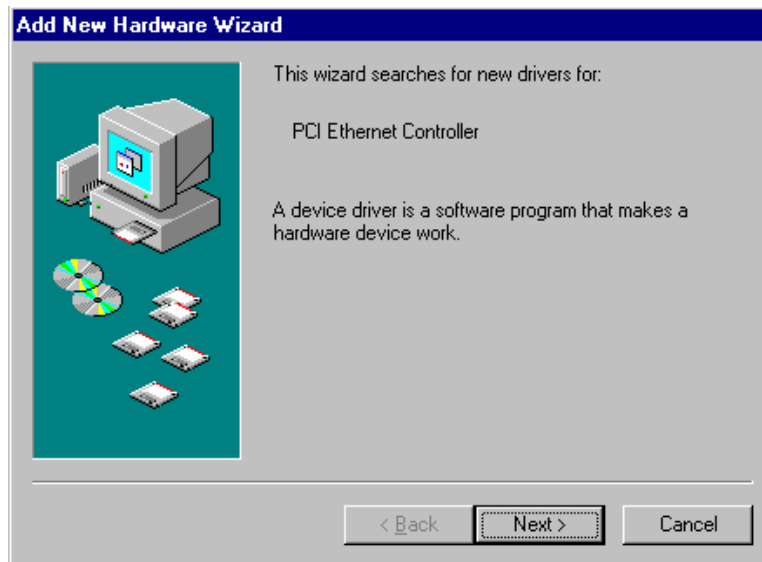 Add New Hardware Wizard
This wizard searches for new drivers for:
PCI Ethernet Controller
A device driver is a software program that makes a
hardware device work.
< Back
Next >
Cancel